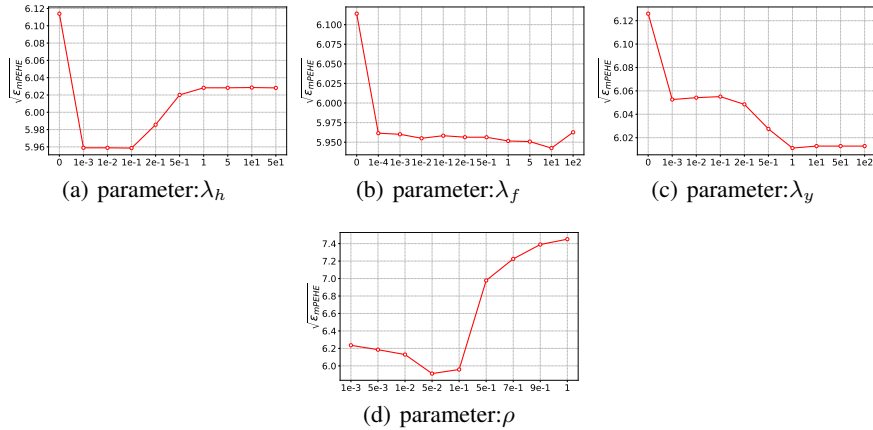 6.12
6.10
6.08
6.06
6.04
6.02
6.00
5.98
5.96
√ε_mPEHE
0 1e-3 1e-2 1e-1 2e-1 5e-1 1 5 1e1 5e1
(a) parameter:λ_h
6.100
6.075
6.050
6.025
6.000
5.975
5.950
√ε_mPEHE
0 1e-4 1e-3 1e-2 1e-1 2e-1 5e-1 1 5 1e1 1e2
(b) parameter:λ_f
6.12
6.10
6.08
6.06
6.04
6.02
√ε_mPEHE
0 1e-3 1e-2 1e-1 2e-1 5e-1 1 1e1 5e1 1e2
(c) parameter:λ_y
7.4
7.2
7.0
6.8
6.6
6.4
6.2
6.0
√ε_mPEHE
1e-3 5e-3 1e-2 5e-2 1e-1 5e-1 7e-1 9e-1 1
(d) parameter:ρ